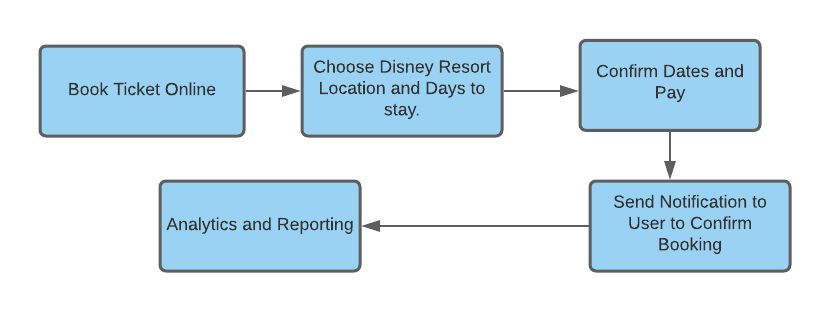 Book Ticket Online
Choose Disney Resort
Location and Days to
stay.
Confirm Dates and
Pay
Send Notification to
User to Confirm
Booking
Analytics and Reporting